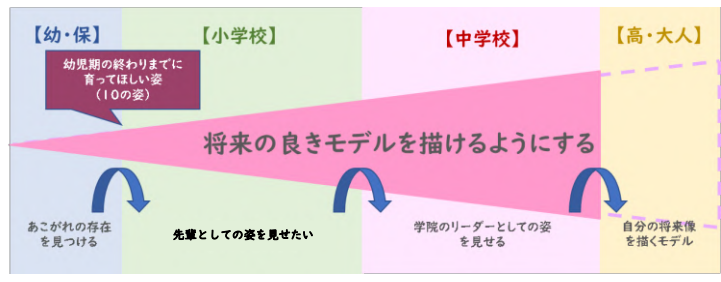 【幼・保】
【小学校】
【中学校】
【高・大人】
幼児期の終わりまでに
育ってほしい姿
（10の姿）
将来の良きモデルを描けるようにする
あこがれの存在
を見つける
先輩としての姿を見せたい
学院のリーダーとしての姿
を見せる
自分の将来像
を描くモデル